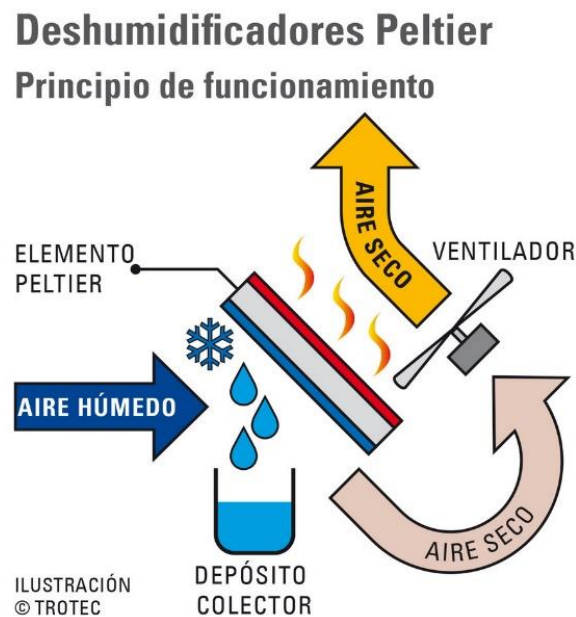 Deshumidificadores Peltier
Principio de funcionamiento
AIRE SECO
ELEMENTO
PELTIER
VENTILADOR
AIRE HÚMEDO
AIRE SECO
DEPÓSITO
COLECTOR
ILUSTRACIÓN
© TROTEC